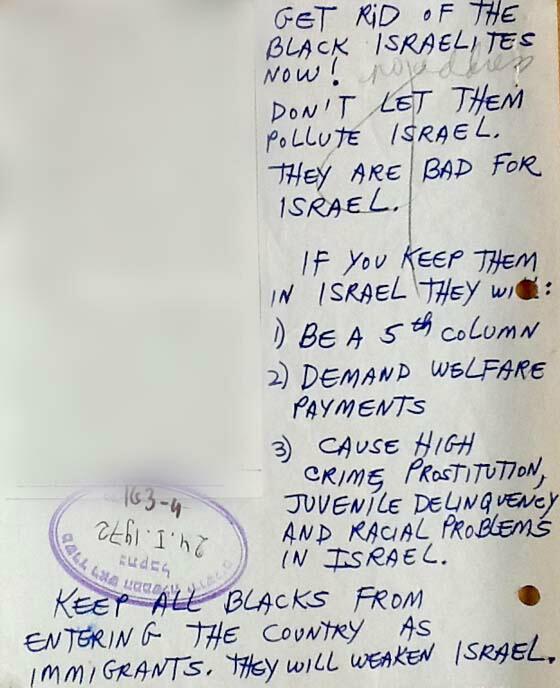 GET RID OF THE
BLACK ISRAELITES
NOW! no address
DON'T LET THEM
POLLUTE ISRAEL.
THEY ARE BAD FOR
ISRAEL.
IF YOU KEEP THEM
IN ISRAEL THEY WILL:
1) BE A 5th COLUMN
2) DEMAND WELFARE
PAYMENTS
3) CAUSE HIGH
CRIME, PROSTITUTION,
JUVENILE DELINQUENCY
AND RACIAL PROBLEMS
IN ISRAEL.
163-4
24.I.1972
KEEP ALL BLACKS FROM
ENTERING THE COUNTRY AS
IMMIGRANTS. THEY WILL WEAKEN ISRAEL.